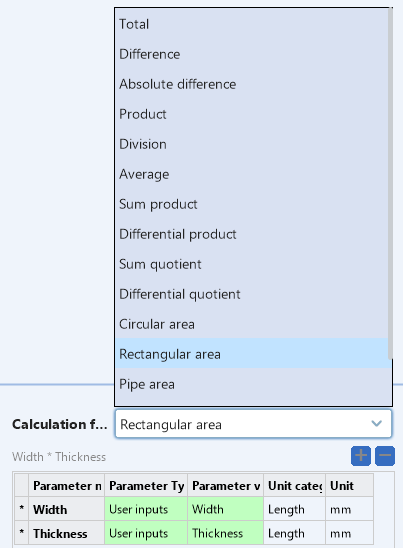 Total
Difference
Absolute difference
Product
Division
Average
Sum product
Differential product
Sum quotient
Differential quotient
Circular area
Rectangular area
Pipe area
Calculation f... Rectangular area
Width * Thickness
Parameter n Parameter Ty Parameter v Unit categ Unit
* Width User inputs Width Length mm
* Thickness User inputs Thickness Length mm